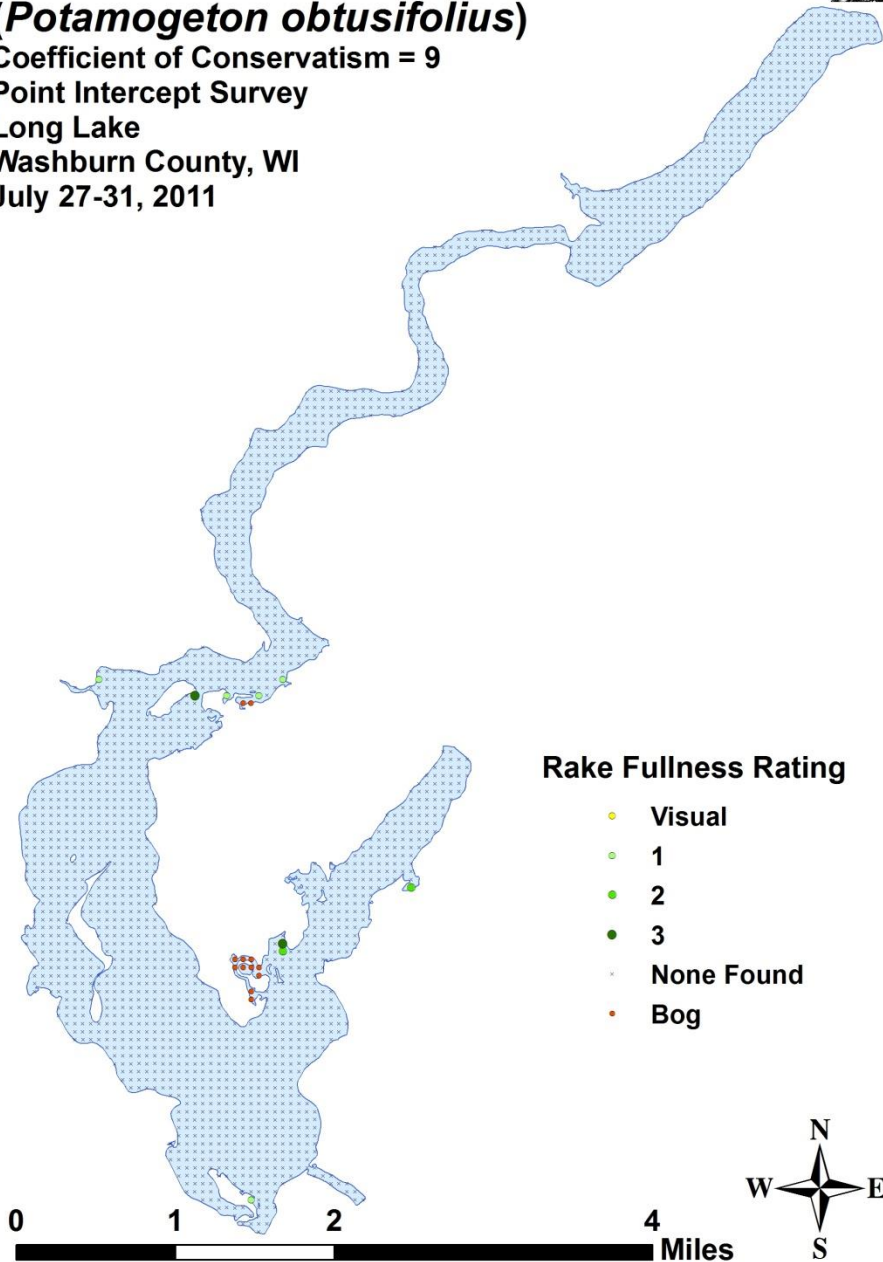 (Potamogeton obtusifolius)
Coefficient of Conservatism = 9
Point Intercept Survey
Long Lake
Washburn County, WI
July 27-31, 2011
Rake Fullness Rating
Visual
1
2
3
None Found
Bog
N
W E
S
0 1 2 4
Miles